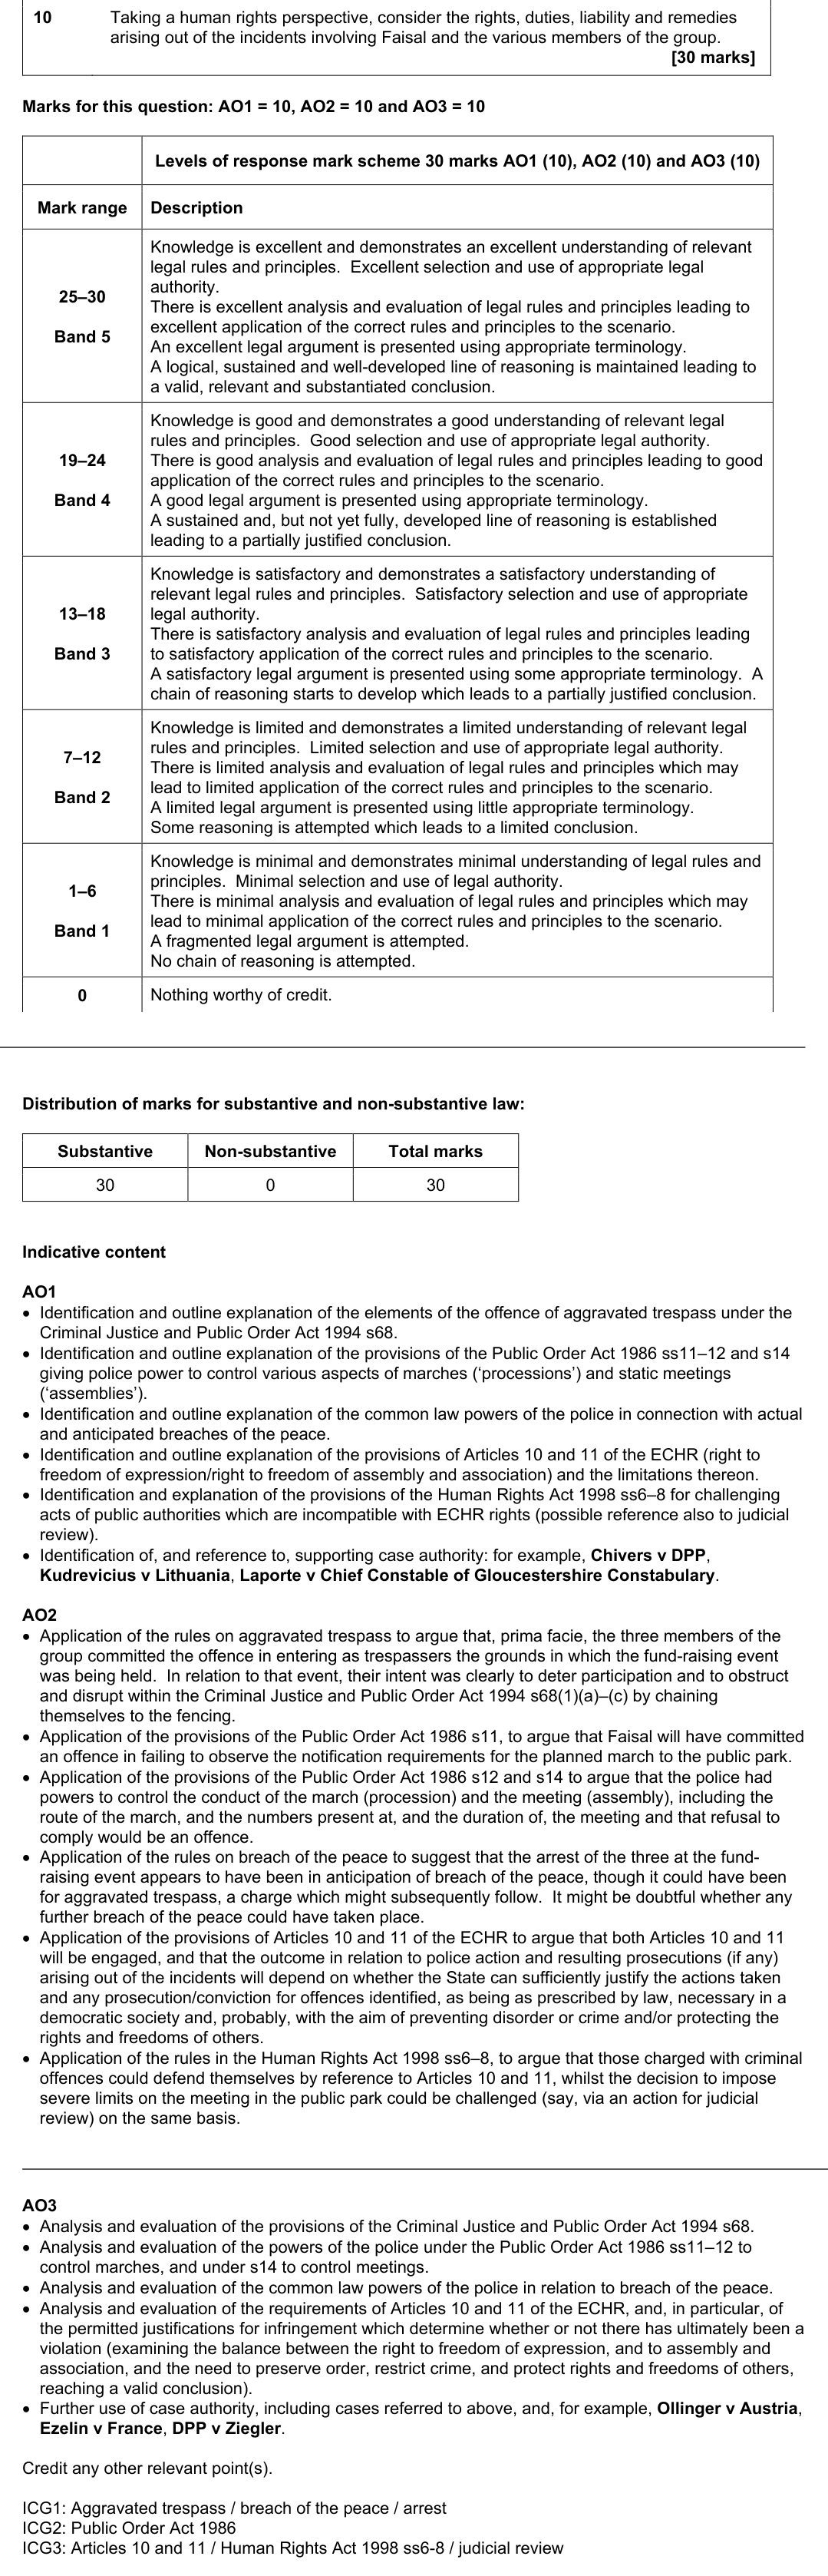 10 Taking a human rights perspective, consider the rights, duties, liability and remedies
arising out of the incidents involving Faisal and the various members of the group.
[30 marks]
Marks for this question: AO1 = 10, AO2 = 10 and AO3 = 10
Levels of response mark scheme 30 marks AO1 (10), AO2 (10) and AO3 (10)
Mark range Description
25–30
Band 5
Knowledge is excellent and demonstrates an excellent understanding of relevant
legal rules and principles. Excellent selection and use of appropriate legal
authority.
There is excellent analysis and evaluation of legal rules and principles leading to
excellent application of the correct rules and principles to the scenario.
An excellent legal argument is presented using appropriate terminology.
A logical, sustained and well-developed line of reasoning is maintained leading to
a valid, relevant and substantiated conclusion.
19–24
Band 4
Knowledge is good and demonstrates a good understanding of relevant legal
rules and principles. Good selection and use of appropriate legal authority.
There is good analysis and evaluation of legal rules and principles leading to good
application of the correct rules and principles to the scenario.
A good legal argument is presented using appropriate terminology.
A sustained and, but not yet fully, developed line of reasoning is established
leading to a partially justified conclusion.
13–18
Band 3
Knowledge is satisfactory and demonstrates a satisfactory understanding of
relevant legal rules and principles. Satisfactory selection and use of appropriate
legal authority.
There is satisfactory analysis and evaluation of legal rules and principles leading
to satisfactory application of the correct rules and principles to the scenario.
A satisfactory legal argument is presented using some appropriate terminology. A
chain of reasoning starts to develop which leads to a partially justified conclusion.
7–12
Band 2
Knowledge is limited and demonstrates a limited understanding of relevant legal
rules and principles. Limited selection and use of appropriate legal authority.
There is limited analysis and evaluation of legal rules and principles which may
lead to limited application of the correct rules and principles to the scenario.
A limited legal argument is presented using little appropriate terminology.
Some reasoning is attempted which leads to a limited conclusion.
1–6
Band 1
Knowledge is minimal and demonstrates minimal understanding of legal rules and
principles. Minimal selection and use of legal authority.
There is minimal analysis and evaluation of legal rules and principles which may
lead to minimal application of the correct rules and principles to the scenario.
A fragmented legal argument is attempted.
No chain of reasoning is attempted.
0 Nothing worthy of credit.
Distribution of marks for substantive and non-substantive law:
Substantive Non-substantive Total marks
30 0 30
Indicative content
AO1
• Identification and outline explanation of the elements of the offence of aggravated trespass under the
Criminal Justice and Public Order Act 1994 s68.
• Identification and outline explanation of the provisions of the Public Order Act 1986 ss11–12 and s14
giving police power to control various aspects of marches (‘processions’) and static meetings
(‘assemblies’).
• Identification and outline explanation of the common law powers of the police in connection with actual
and anticipated breaches of the peace.
• Identification and outline explanation of the provisions of Articles 10 and 11 of the ECHR (right to
freedom of expression/right to freedom of assembly and association) and the limitations thereon.
• Identification and explanation of the provisions of the Human Rights Act 1998 ss6–8 for challenging
acts of public authorities which are incompatible with ECHR rights (possible reference also to judicial
review).
• Identification of, and reference to, supporting case authority: for example, Chivers v DPP,
Kudrevicius v Lithuania, Laporte v Chief Constable of Gloucestershire Constabulary.
AO2
• Application of the rules on aggravated trespass to argue that, prima facie, the three members of the
group committed the offence in entering as trespassers the grounds in which the fund-raising event
was being held. In relation to that event, their intent was clearly to deter participation and to obstruct
and disrupt within the Criminal Justice and Public Order Act 1994 s68(1)(a)–(c) by chaining
themselves to the fencing.
• Application of the provisions of the Public Order Act 1986 s11, to argue that Faisal will have committed
an offence in failing to observe the notification requirements for the planned march to the public park.
• Application of the provisions of the Public Order Act 1986 s12 and s14 to argue that the police had
powers to control the conduct of the march (procession) and the meeting (assembly), including the
route of the march, and the numbers present at, and the duration of, the meeting and that refusal to
comply would be an offence.
• Application of the rules on breach of the peace to suggest that the arrest of the three at the fund-
raising event appears to have been in anticipation of breach of the peace, though it could have been
for aggravated trespass, a charge which might subsequently follow. It might be doubtful whether any
further breach of the peace could have taken place.
• Application of the provisions of Articles 10 and 11 of the ECHR to argue that both Articles 10 and 11
will be engaged, and that the outcome in relation to police action and resulting prosecutions (if any)
arising out of the incidents will depend on whether the State can sufficiently justify the actions taken
and any prosecution/conviction for offences identified, as being as prescribed by law, necessary in a
democratic society and, probably, with the aim of preventing disorder or crime and/or protecting the
rights and freedoms of others.
• Application of the rules in the Human Rights Act 1998 ss6–8, to argue that those charged with criminal
offences could defend themselves by reference to Articles 10 and 11, whilst the decision to impose
severe limits on the meeting in the public park could be challenged (say, via an action for judicial
review) on the same basis.
AO3
• Analysis and evaluation of the provisions of the Criminal Justice and Public Order Act 1994 s68.
• Analysis and evaluation of the powers of the police under the Public Order Act 1986 ss11–12 to
control marches, and under s14 to control meetings.
• Analysis and evaluation of the common law powers of the police in relation to breach of the peace.
• Analysis and evaluation of the requirements of Articles 10 and 11 of the ECHR, and, in particular, of
the permitted justifications for infringement which determine whether or not there has ultimately been a
violation (examining the balance between the right to freedom of expression, and to assembly and
association, and the need to preserve order, restrict crime, and protect rights and freedoms of others,
reaching a valid conclusion).
• Further use of case authority, including cases referred to above, and, for example, Ollinger v Austria,
Ezelin v France, DPP v Ziegler.
Credit any other relevant point(s).
ICG1: Aggravated trespass / breach of the peace / arrest
ICG2: Public Order Act 1986
ICG3: Articles 10 and 11 / Human Rights Act 1998 ss6-8 / judicial review